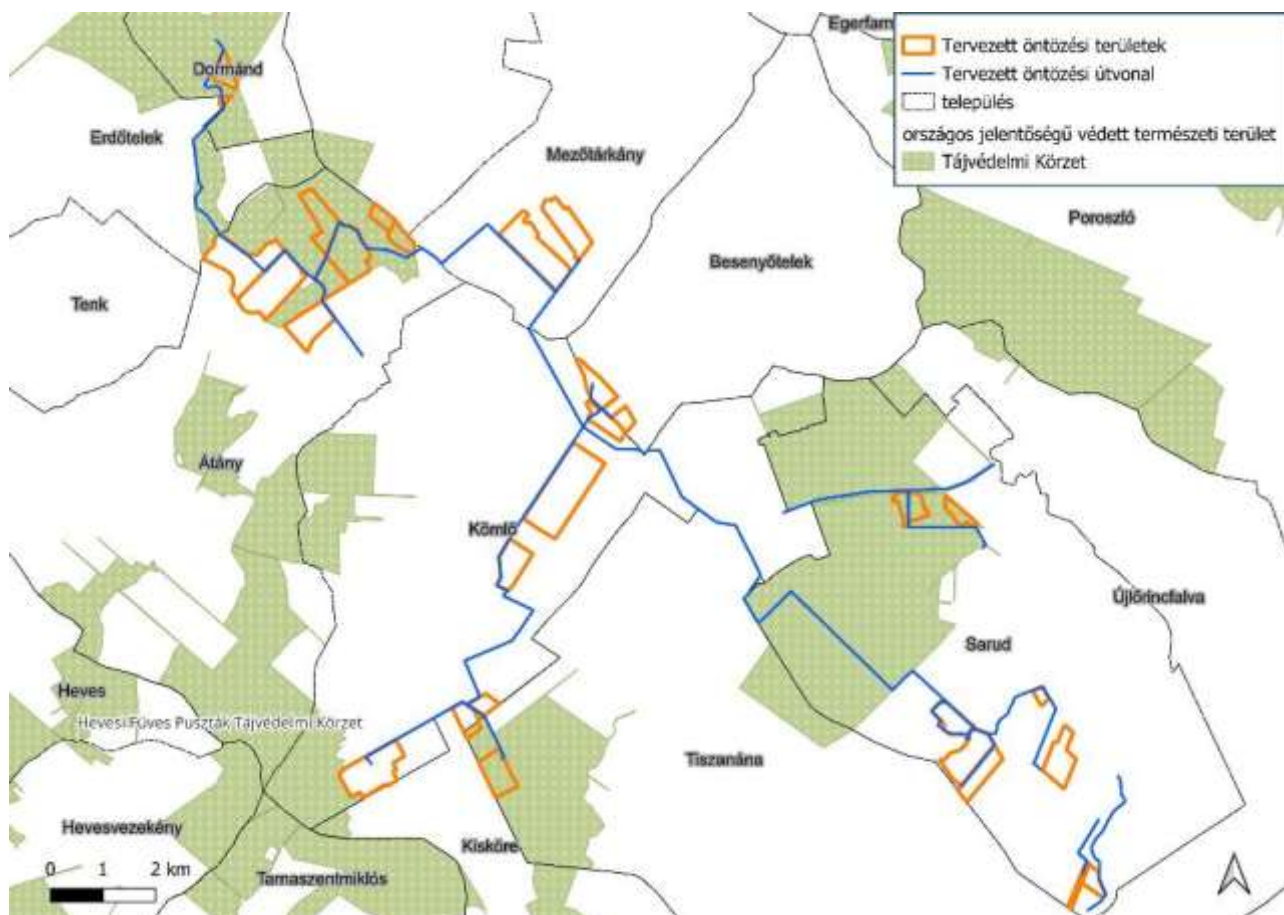 Egerfam
Tervezett öntözési területek
Tervezett öntözési útvonal
település
országos jelentőségű védett természeti terület
Tájvédelmi Körzet
Dormánd
Erdőtelek
Mezőtárkány
Poroszló
Besenyőtelek
Tenk
Átány
Kömlő
Újlőrincfalva
Sarud
Heves
Hevesi Füves Puszták Tájvédelmi Körzet
Tiszanána
Hevesvezekény
Kisköre
Tarnaszentmiklós
0 1 2 km